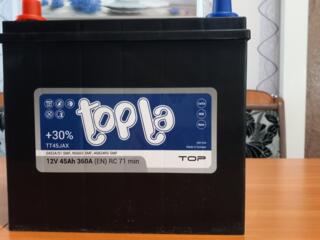 topla
+30%
TT45JAX
12V 45Ah 360A (EN) RC 71 min
TOP